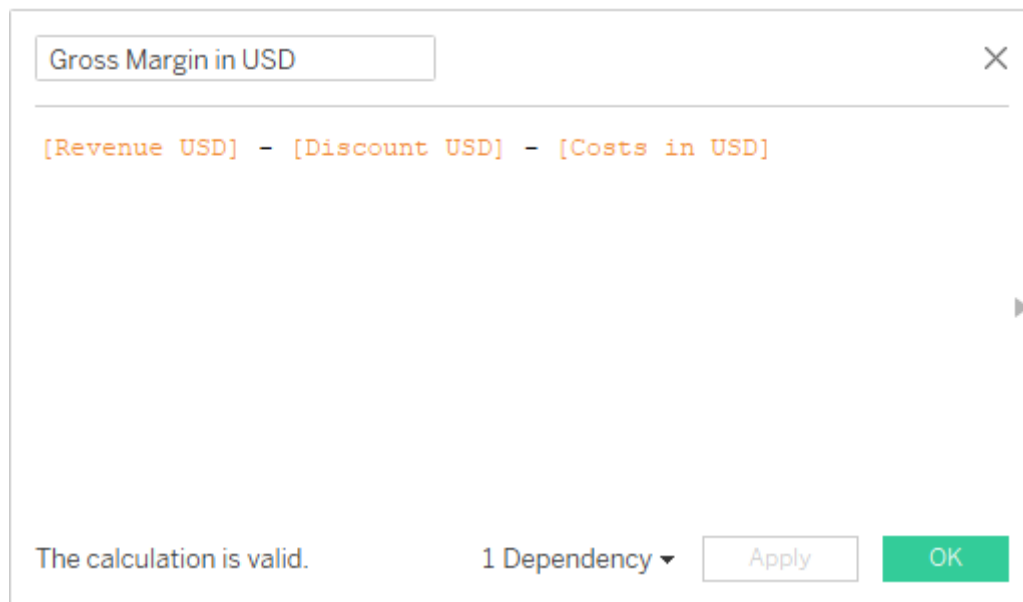 Gross Margin in USD
[Revenue USD] - [Discount USD] - [Costs in USD]
The calculation is valid. 1 Dependency Apply OK